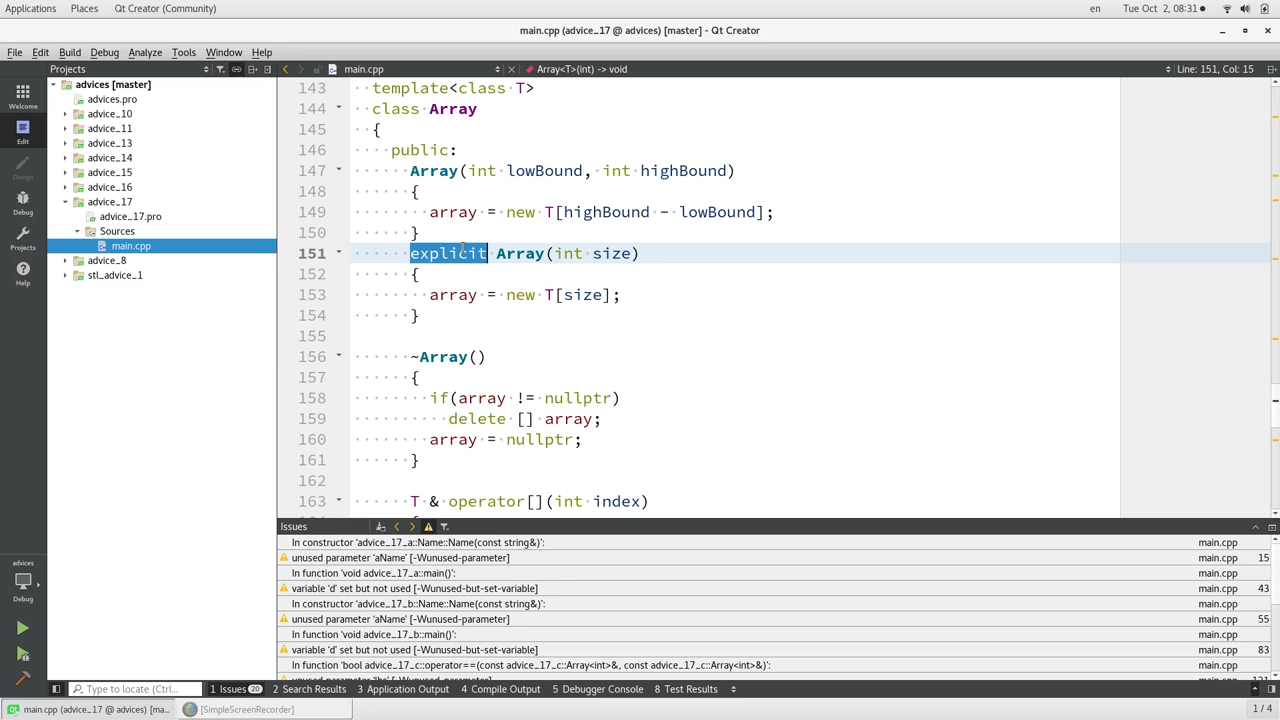 Applications Places Qt Creator (Community) en Tue Oct 2, 08:31
main.cpp (advice_17 @ advices) [master] - Qt Creator
File Edit Build Debug Analyze Tools Window Help
Projects main.cpp Array<T>(int) -> void Line: 151, Col: 15
Welcome
Edit
Design
Debug
Projects
Help
advices
Debug
advices [master]
advices.pro
advice_10
advice_11
advice_13
advice_14
advice_15
advice_16
advice_17
advice_17.pro
Sources
main.cpp
advice_8
stl_advice_1
143 template<class T>
144 class Array
145 {
146 public:
147 Array(int lowBound, int highBound)
148 {
149 array = new T[highBound - lowBound];
150 }
151 explicit Array(int size)
152 {
153 array = new T[size];
154 }
155
156 ~Array()
157 {
158 if(array != nullptr)
159 delete [] array;
160 array = nullptr;
161 }
162
163 T & operator[](int index)
Issues
In constructor 'advice_17_a::Name::Name(const string&)': main.cpp
unused parameter 'aName' [-Wunused-parameter] main.cpp 15
In function 'void advice_17_a::main()': main.cpp
variable 'd' set but not used [-Wunused-but-set-variable] main.cpp 43
In constructor 'advice_17_b::Name::Name(const string&)': main.cpp
unused parameter 'aName' [-Wunused-parameter] main.cpp 55
In function 'void advice_17_b::main()': main.cpp
variable 'd' set but not used [-Wunused-but-set-variable] main.cpp 83
In function 'bool advice_17_c::operator==(const advice_17_c::Array<int>&, const advice_17_c::Array<int>&)': main.cpp
Type to locate (Ctrl... 1 Issues 20 2 Search Results 3 Application Output 4 Compile Output 5 Debugger Console 8 Test Results
main.cpp (advice_17 @ advices) [ma... [SimpleScreenRecorder] 1 / 4